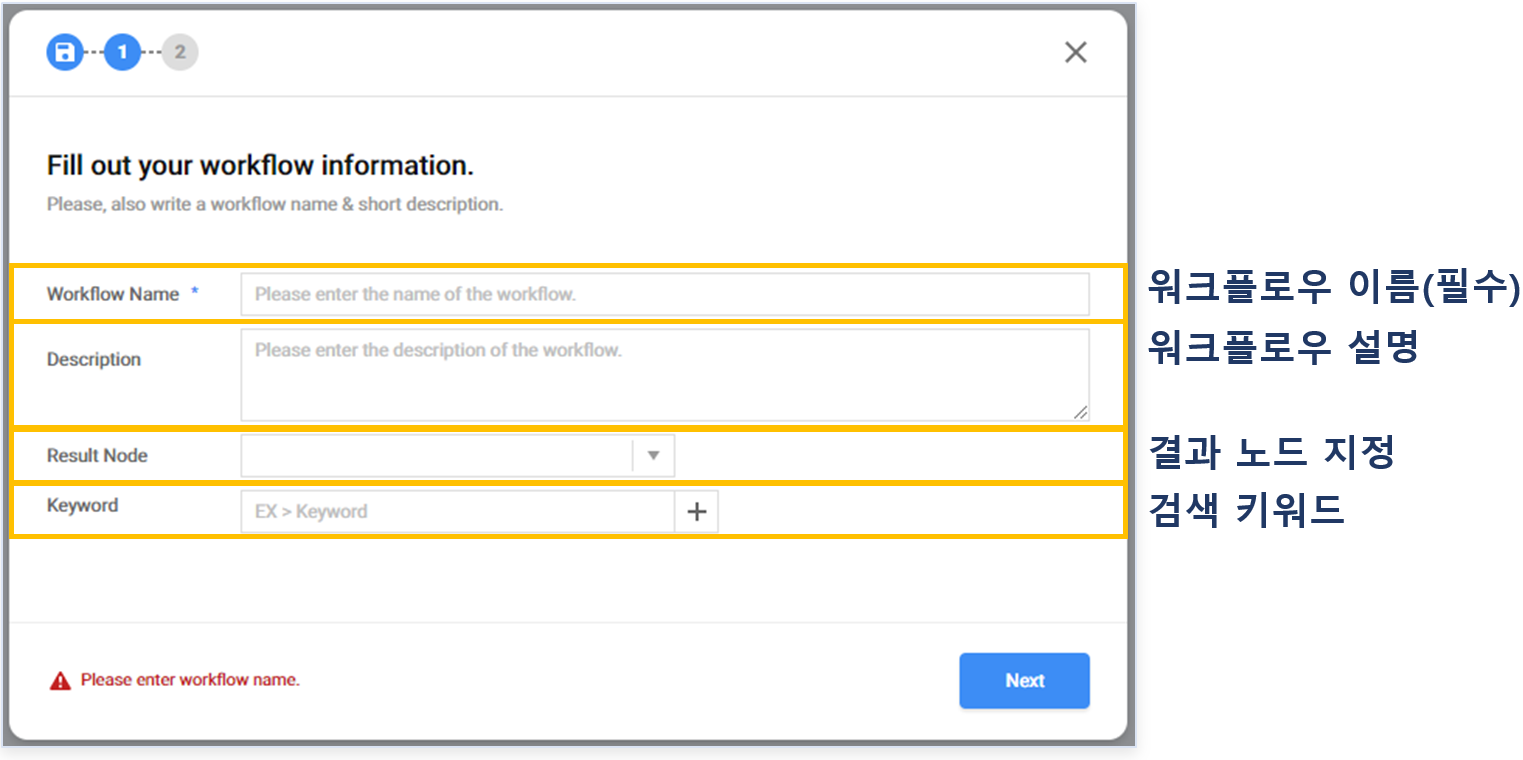 1 2
Fill out your workflow information.
Please, also write a workflow name & short description.
Workflow Name * Please enter the name of the workflow. 워크플로우 이름(필수)
Description Please enter the description of the workflow. 워크플로우 설명
Result Node 결과 노드 지정
Keyword EX > Keyword 검색 키워드
Please enter workflow name. Next